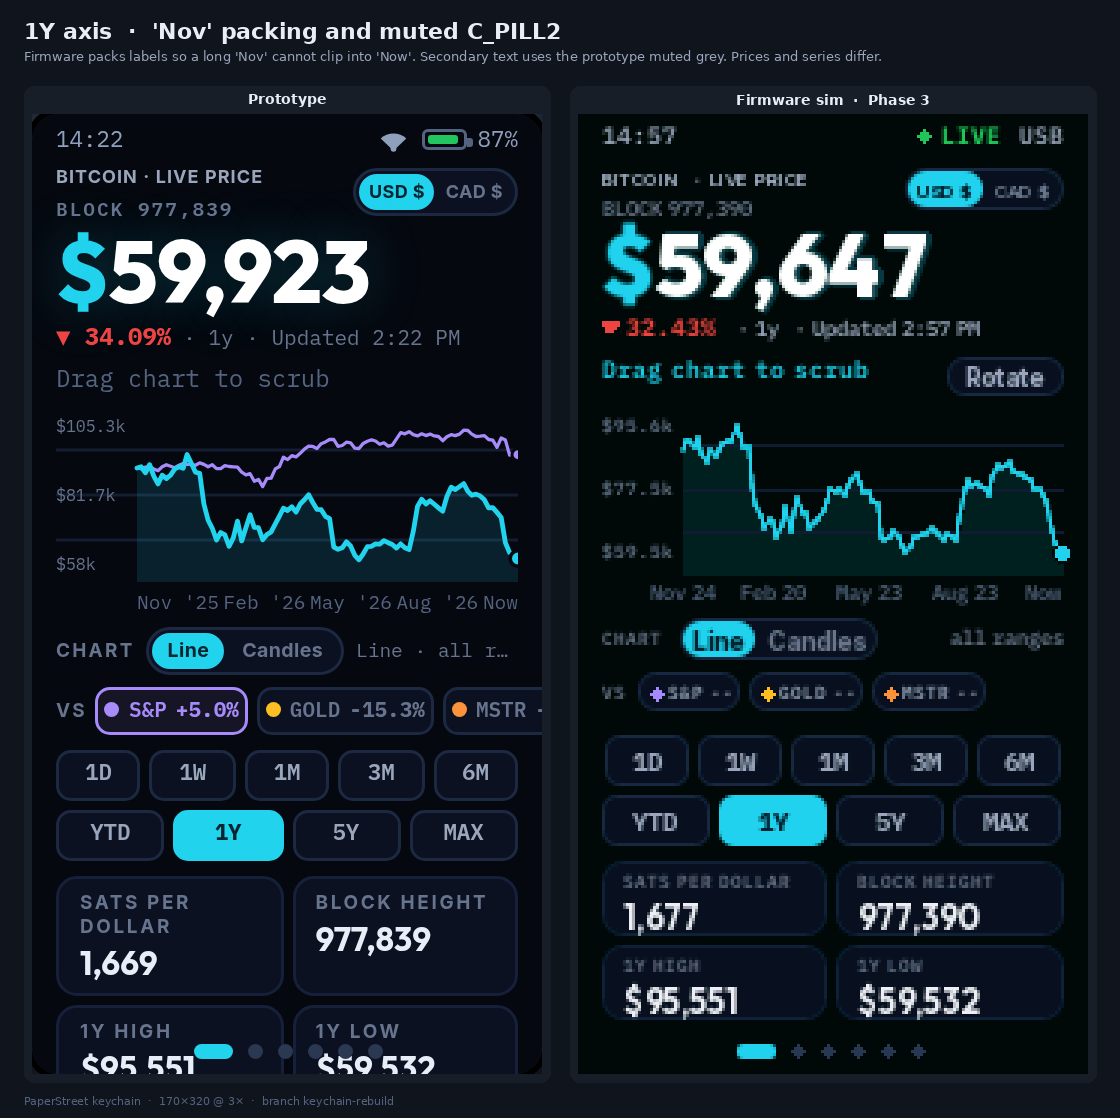 1Y axis · 'Nov' packing and muted C_PILL2
Firmware packs labels so a long 'Nov' cannot clip into 'Now'. Secondary text uses the prototype muted grey. Prices and series differ.
Prototype
14:22 87%
BITCOIN · LIVE PRICE
USD $ CAD $
BLOCK 977,839
$59,923
▼ 34.09% · 1y · Updated 2:22 PM
Drag chart to scrub
$105.3k
$81.7k
$58k
Nov '25 Feb '26 May '26 Aug '26 Now
CHART Line Candles Line · all r…
VS S&P +5.0% GOLD -15.3% MSTR -
1D 1W 1M 3M 6M
YTD 1Y 5Y MAX
SATS PER DOLLAR
1,669
BLOCK HEIGHT
977,839
1Y HIGH
$95,551
1Y LOW
$59,532
Firmware sim · Phase 3
14:57 LIVE USB
BITCOIN · LIVE PRICE
USD $ CAD $
BLOCK 977,390
$59,647
▼ 32.43% · 1y · Updated 2:57 PM
Drag chart to scrub Rotate
$95.6k
$77.5k
$59.5k
Nov 24 Feb 20 May 23 Aug 23 Now
CHART Line Candles all ranges
VS S&P -- GOLD -- MSTR --
1D 1W 1M 3M 6M
YTD 1Y 5Y MAX
SATS PER DOLLAR
1,677
BLOCK HEIGHT
977,390
1Y HIGH
$95,551
1Y LOW
$59,532
PaperStreet keychain · 170×320 @ 3× · branch keychain-rebuild